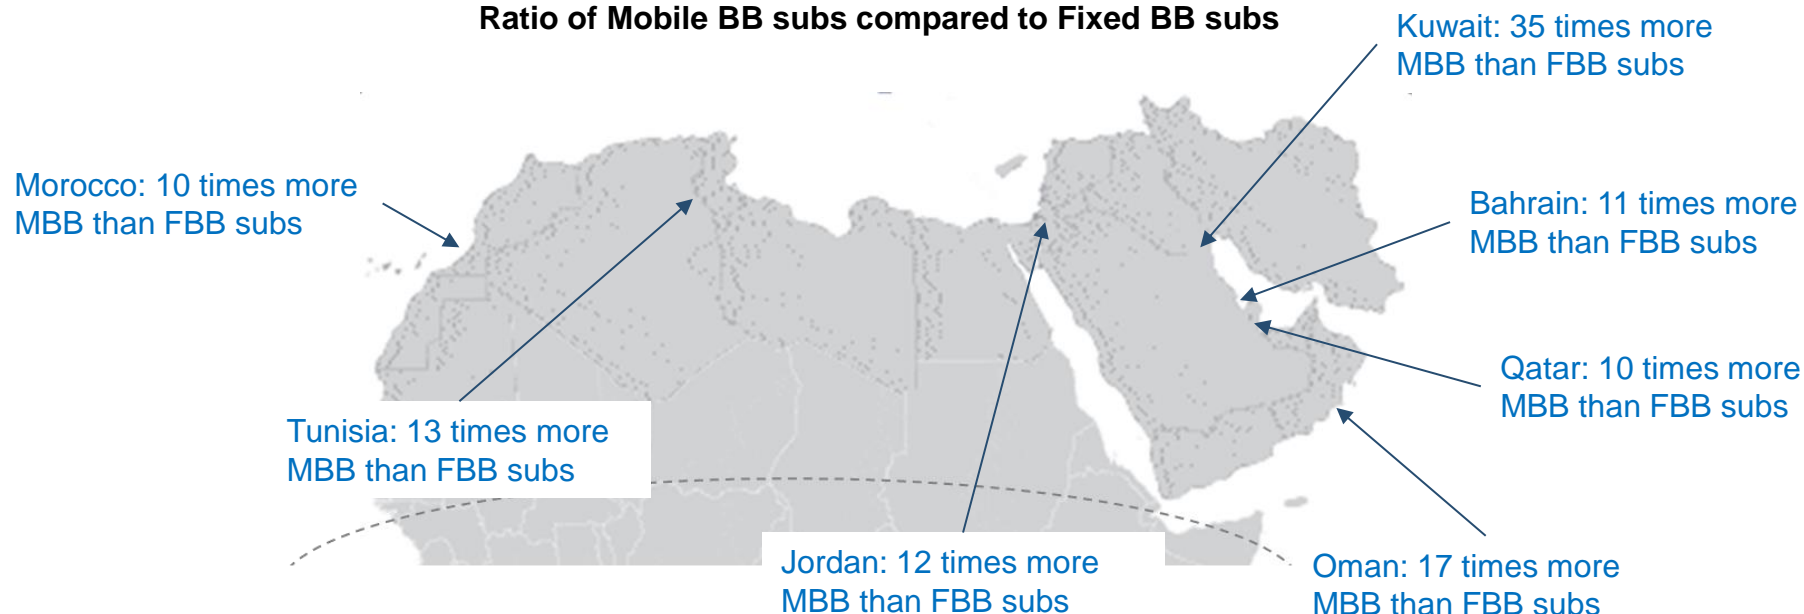 Ratio of Mobile BB subs compared to Fixed BB subs
Kuwait: 35 times more
MBB than FBB subs
Morocco: 10 times more
MBB than FBB subs
Bahrain: 11 times more
MBB than FBB subs
Qatar: 10 times more
MBB than FBB subs
Tunisia: 13 times more
MBB than FBB subs
Jordan: 12 times more
MBB than FBB subs
Oman: 17 times more
MBB than FBB subs